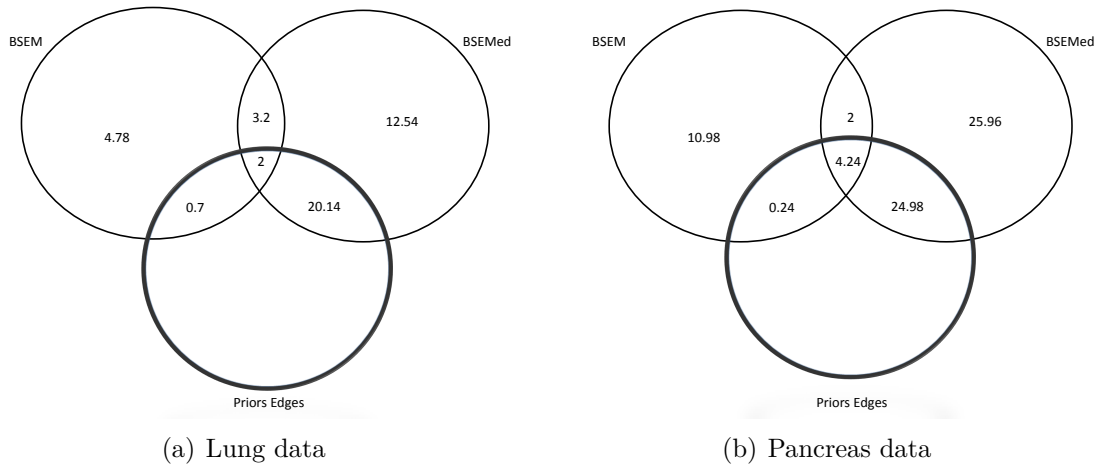 BSEM
BSEMed
3.2
12.54
4.78
2
0.7
20.14
Priors Edges
(a) Lung data
BSEM
BSEMed
2
25.96
10.98
4.24
0.24
24.98
Priors Edges
(b) Pancreas data